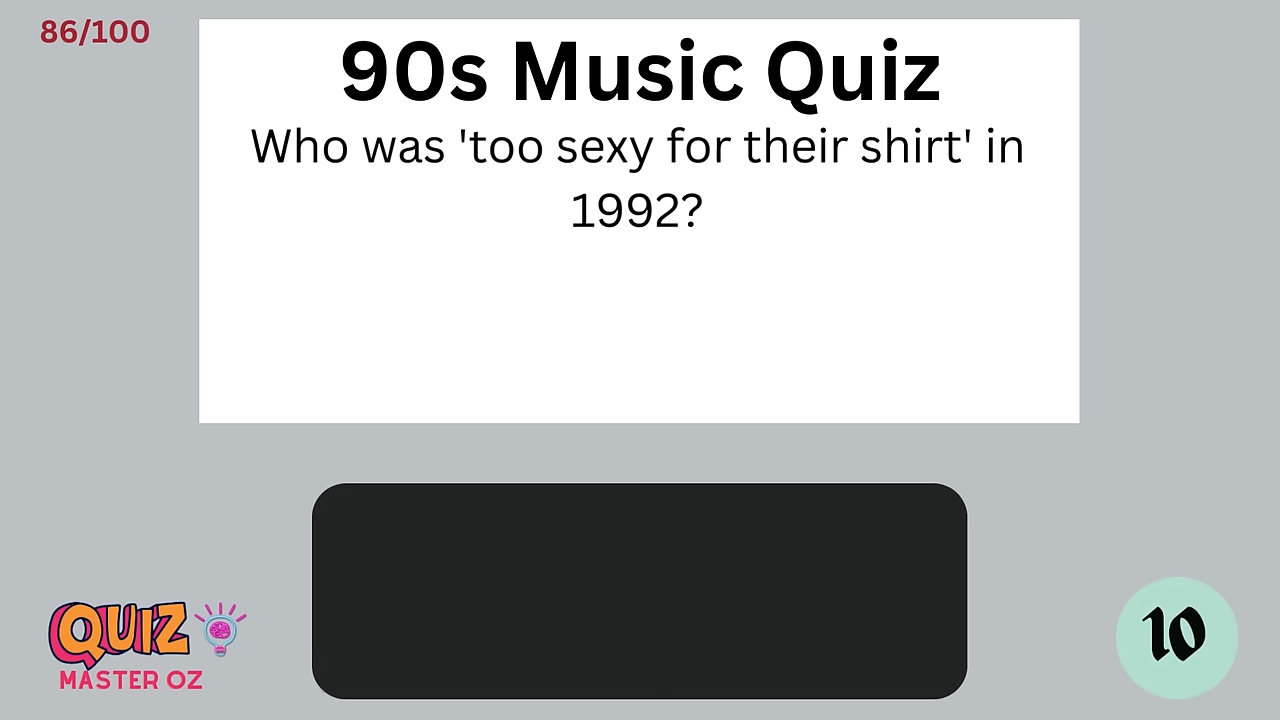 86/100
90s Music Quiz
Who was 'too sexy for their shirt' in
1992?
QUIZ
MASTER OZ
10